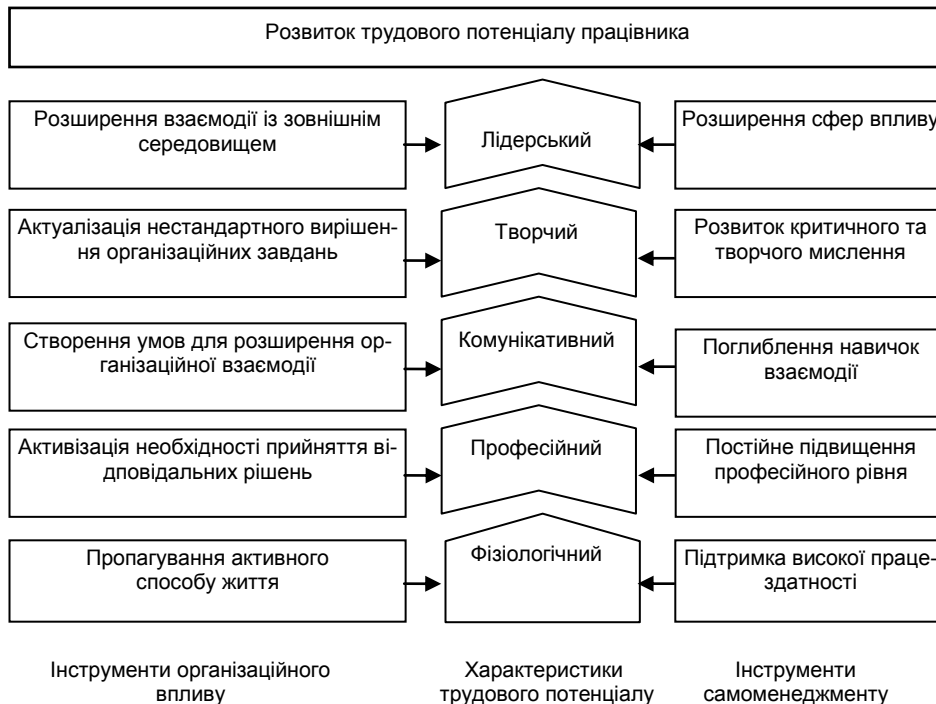 Розвиток трудового потенціалу працівника
Розширення взаємодії із зовнішнім
середовищем
Лідерський
Розширення сфер впливу
Актуалізація нестандартного вирішен-
ня організаційних завдань
Творчий
Розвиток критичного та
творчого мислення
Створення умов для розширення ор-
ганізаційної взаємодії
Комунікативний
Поглиблення навичок
взаємодії
Активізація необхідності прийняття ві-
дповідальних рішень
Професійний
Постійне підвищення
професійного рівня
Пропагування активного
способу життя
Фізіологічний
Підтримка високої праце-
здатності
Інструменти організаційного
впливу
Характеристики
трудового потенціалу
Інструменти
самоменеджменту